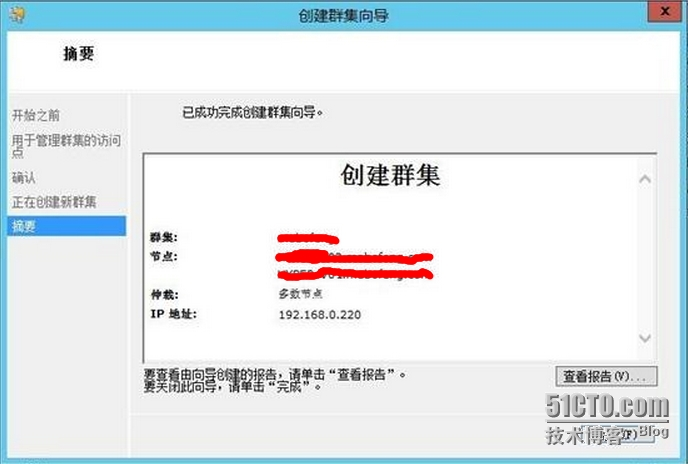 创建群集向导
x
摘要
开始之前
用于管理群集的访问
点
确认
正在创建新群集
摘要
已成功完成创建群集向导。
创建群集
群集:
节点:
仲裁: 多数节点
IP 地址: 192.168.0.220
要查看由向导创建的报告，请单击“查看报告”。
要关闭此向导，请单击“完成”。
查看报告(V)...
51CTO.com
技术博客 Blog